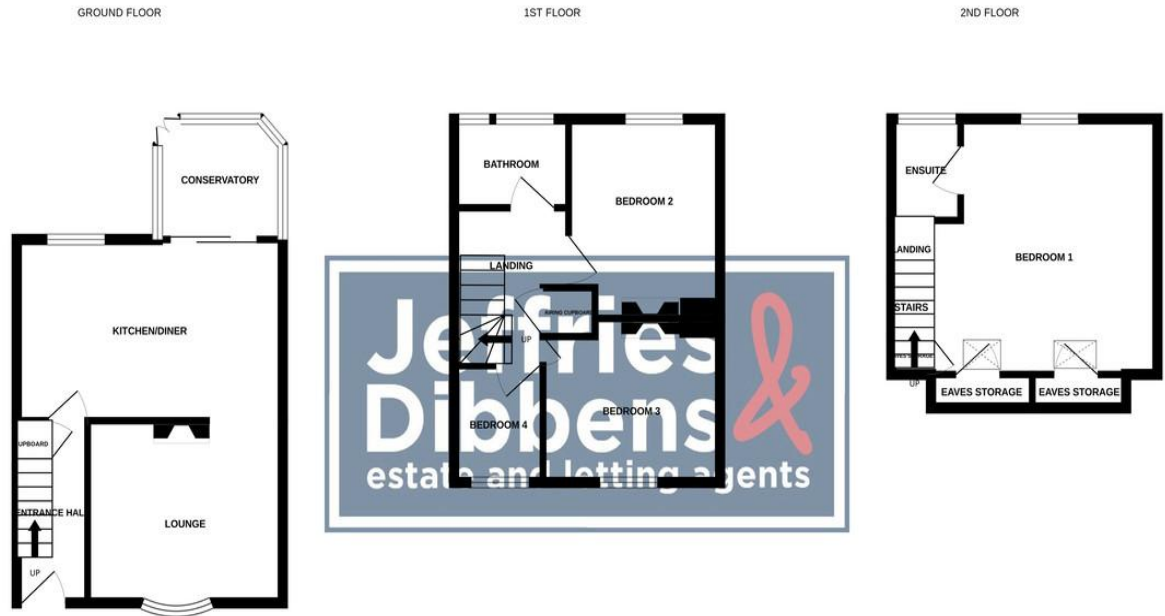 GROUND FLOOR
1ST FLOOR
2ND FLOOR
CONSERVATORY
KITCHEN/DINER
UPBOARD
ENTRANCE HAL
LOUNGE
UP
BATHROOM
BEDROOM 2
LANDING
AIRING CUPBOARD
UP
BEDROOM 3
BEDROOM 4
Jeffries &
Dibbens
estate and letting agents
ENSUITE
BEDROOM 1
LANDING
STAIRS
UP
EAVES STORAGE
EAVES STORAGE